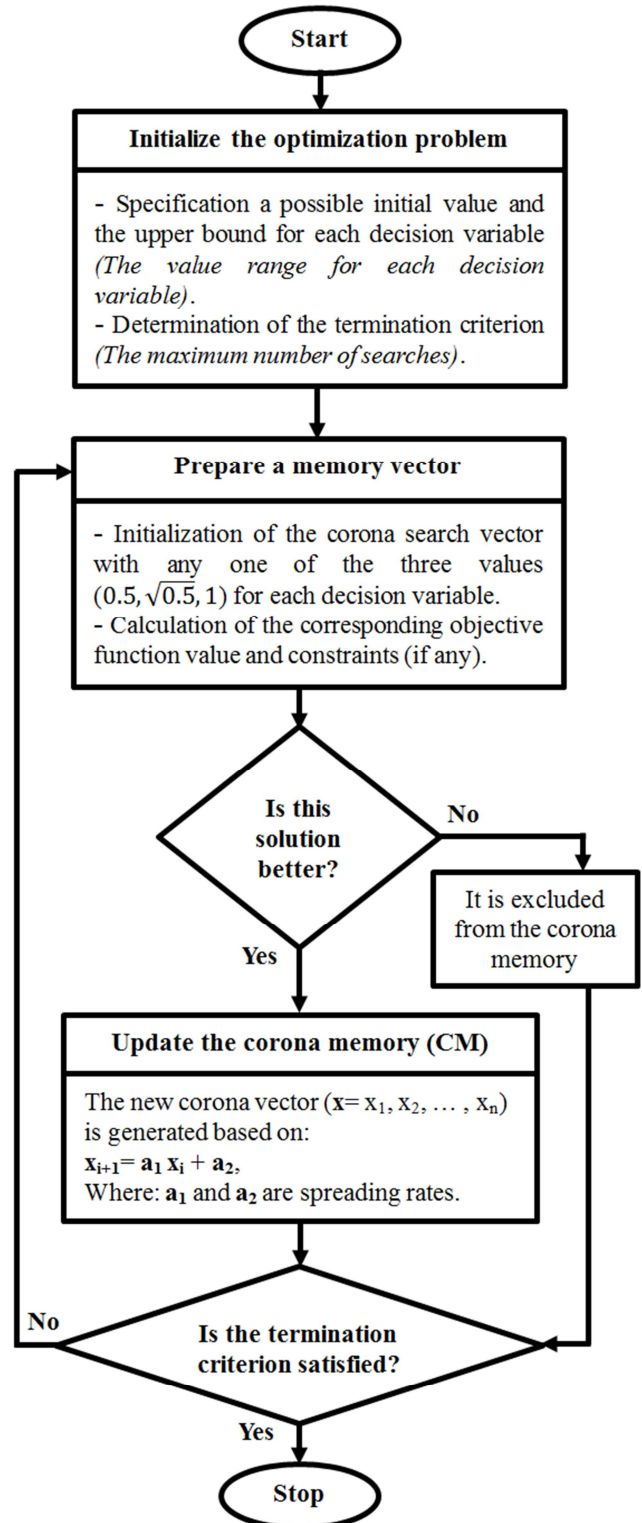 Start
Initialize the optimization problem
- Specification a possible initial value and
the upper bound for each decision variable
(The value range for each decision
variable).
- Determination of the termination criterion
(The maximum number of searches).
Prepare a memory vector
- Initialization of the corona search vector
with any one of the three values
(0.5, √0.5, 1) for each decision variable.
- Calculation of the corresponding objective
function value and constraints (if any).
Is this
solution
better?
No
It is excluded
from the corona
memory
Yes
Update the corona memory (CM)
The new corona vector (x= x₁, x₂, … , xₙ)
is generated based on:
xᵢ₊₁= a₁ xᵢ + a₂,
Where: a₁ and a₂ are spreading rates.
No
Is the termination
criterion satisfied?
Yes
Stop